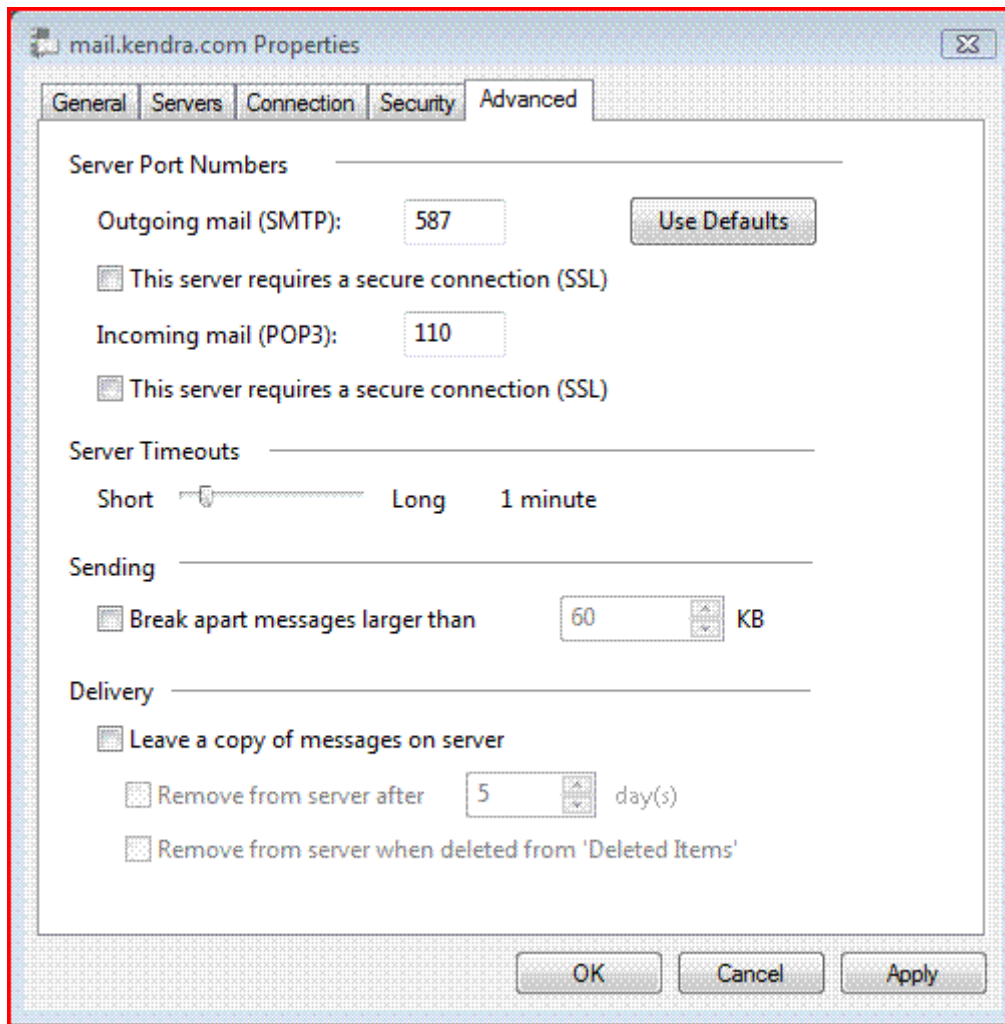 mail.kendra.com Properties
General Servers Connection Security Advanced
Server Port Numbers
Outgoing mail (SMTP): 587 Use Defaults
This server requires a secure connection (SSL)
Incoming mail (POP3): 110
This server requires a secure connection (SSL)
Server Timeouts
Short Long 1 minute
Sending
Break apart messages larger than 60 KB
Delivery
Leave a copy of messages on server
Remove from server after 5 day(s)
Remove from server when deleted from 'Deleted Items'
OK Cancel Apply